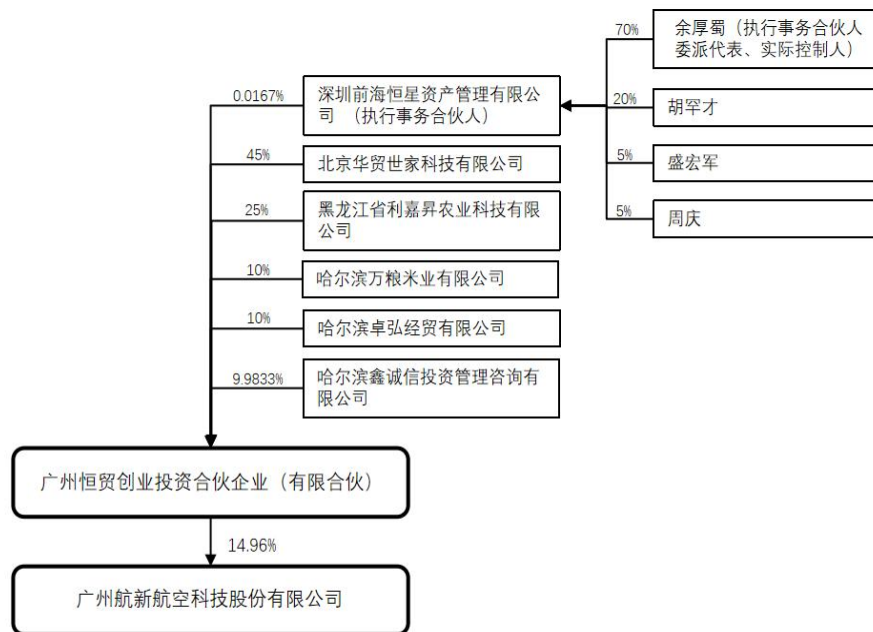 70%
余厚蜀（执行事务合伙人
委派代表、实际控制人）
0.0167%
深圳前海恒星资产管理有限公
司 （执行事务合伙人）
20%
胡罕才
45%
北京华贸世家科技有限公司
5%
盛宏军
25%
黑龙江省利嘉昇农业科技有限
公司
5%
周庆
10%
哈尔滨万粮米业有限公司
10%
哈尔滨卓弘经贸有限公司
9.9833%
哈尔滨鑫诚信投资管理咨询有
限公司
广州恒贸创业投资合伙企业（有限合伙）
14.96%
广州航新航空科技股份有限公司